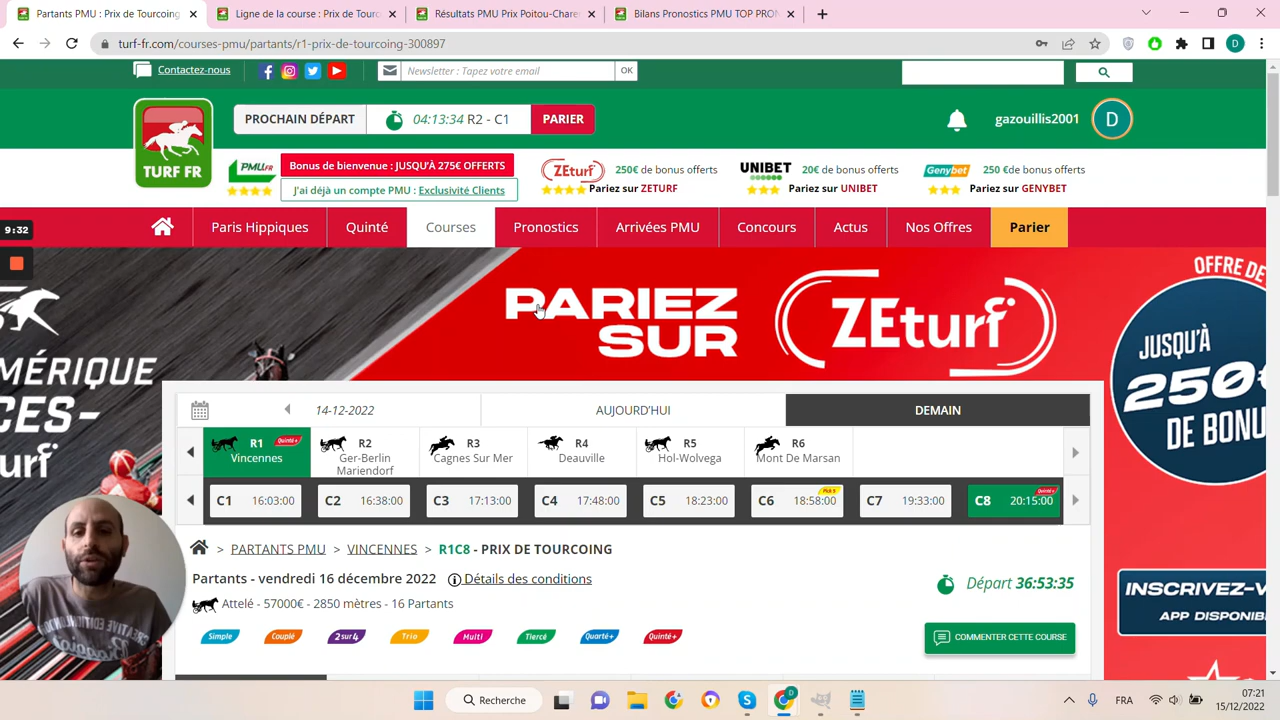 Partants PMU : Prix de Tourcoing
Ligne de la course : Prix de Tour
Résultats PMU Prix Poitou-Chare
Bilans Pronostics PMU TOP PRON
turf-fr.com/courses-pmu/partants/r1-prix-de-tourcoing-300897
D
Contactez-nous
Newsletter : Tapez votre email
OK
TURF FR
PROCHAIN DÉPART
04:13:34 R2 - C1
PARIER
gazouillis2001
D
PMU.FR
Bonus de bienvenue : JUSQU'À 275€ OFFERTS
J'ai déjà un compte PMU : Exclusivité Clients
ZEturf
250€ de bonus offerts
Pariez sur ZETURF
UNIBET
20€ de bonus offerts
Pariez sur UNIBET
Genybet
250 €de bonus offerts
Pariez sur GENYBET
9:32
Paris Hippiques
Quinté
Courses
Pronostics
Arrivées PMU
Concours
Actus
Nos Offres
Parier
PARIEZ
SUR
ZEturf
OFFRE DE
JUSQU'À
250€
DE BONU
MÉRIQUE
CES-
urf
14-12-2022
AUJOURD'HUI
DEMAIN
R1
Quinté+
Vincennes
R2
Ger-Berlin
Mariendorf
R3
Cagnes Sur Mer
R4
Deauville
R5
Hol-Wolvega
R6
Mont De Marsan
C1 16:03:00
C2 16:38:00
C3 17:13:00
C4 17:48:00
C5 18:23:00
C6 18:58:00
Pick 5
C7 19:33:00
C8 20:15:00
Quinté+
> PARTANTS PMU > VINCENNES > R1C8 - PRIX DE TOURCOING
Partants - vendredi 16 décembre 2022
Détails des conditions
Départ 36:53:35
Attelé - 57000€ - 2850 mètres - 16 Partants
Simple
Couplé
2sur4
Trio
Multi
Tiercé
Quarté+
Quinté+
COMMENTER CETTE COURSE
INSCRIVEZ-V
APP DISPONIB
CREATIVE EDITION
Recherche
D
FRA
07:21
15/12/2022